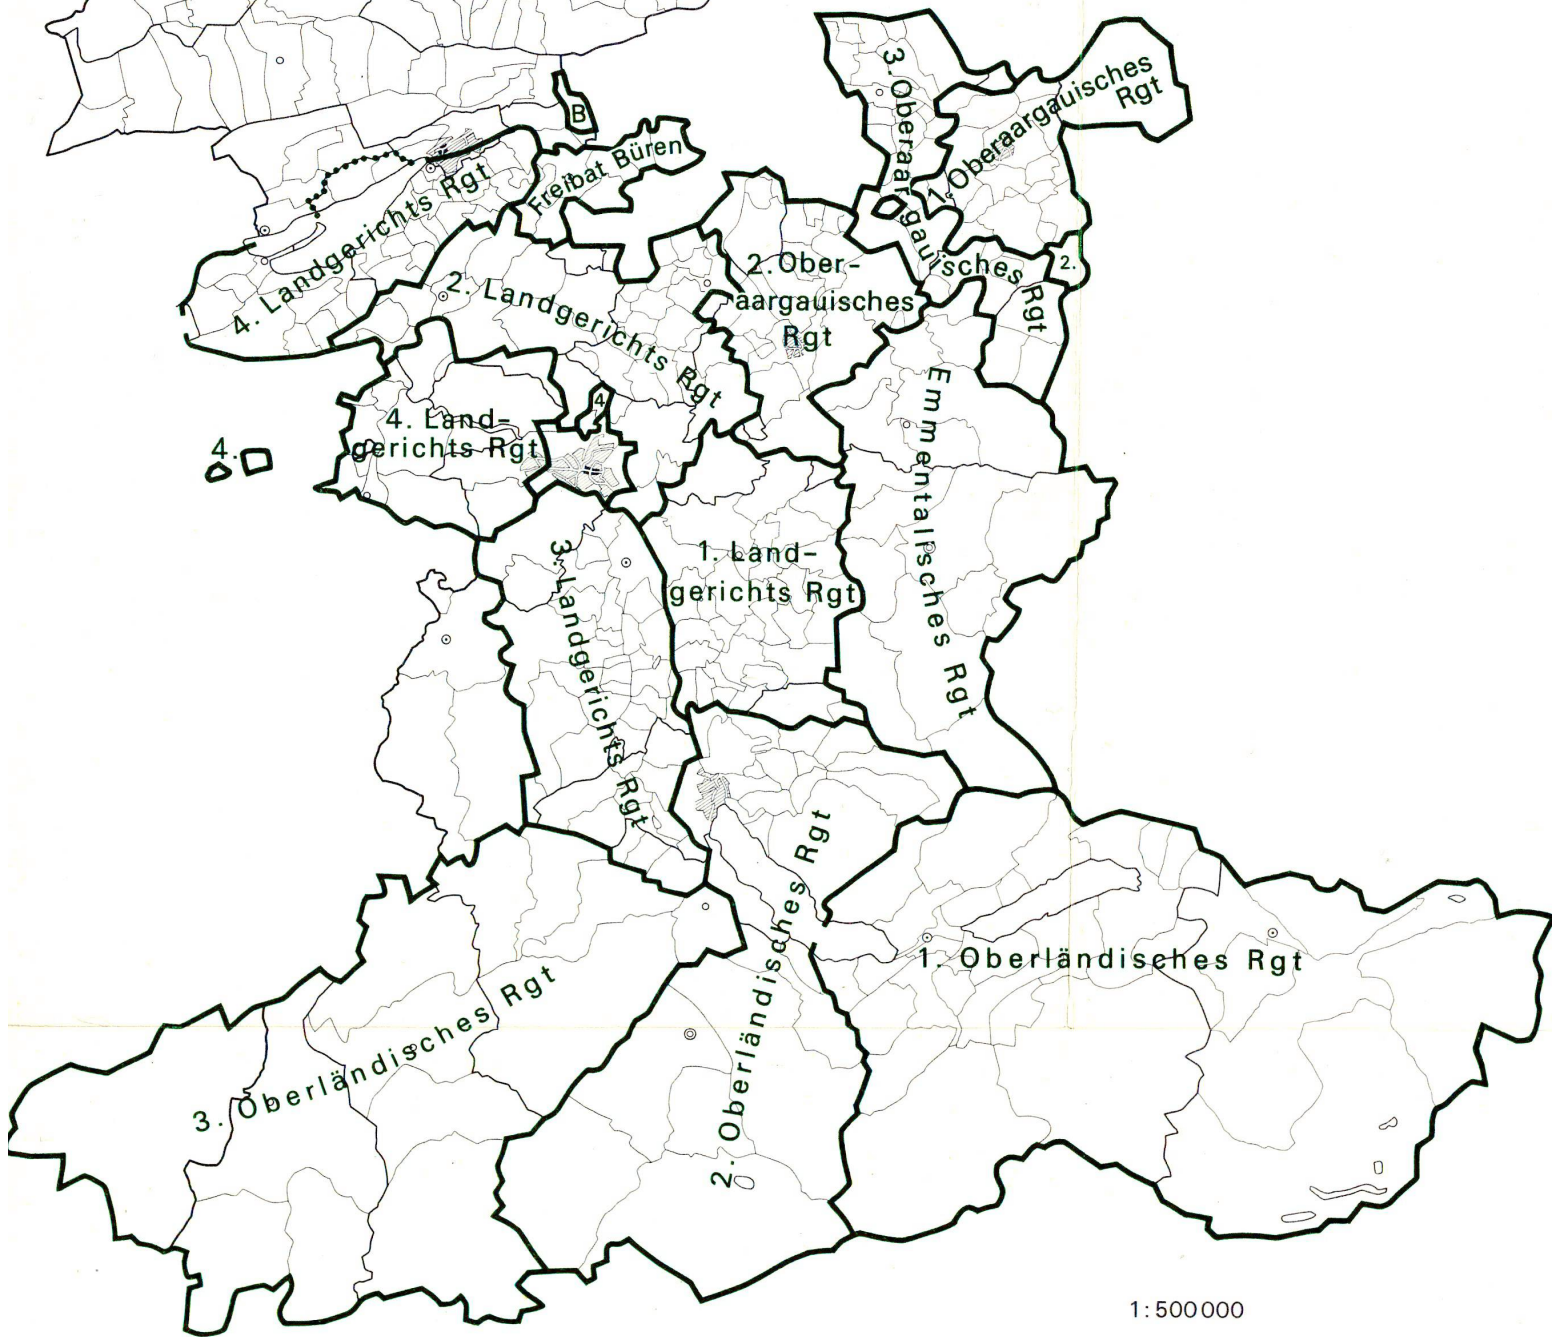 3. Oberaargauisches Rgt
1. Oberaargauisches
Rgt
B
Freibat Büren
4. Landgerichts Rgt
2. Landgerichts Rgt
2. Ober-
aargauisches
Rgt
2.
4. Land-
gerichts Rgt
4
4.
Emmentalisches Rgt
3. Landgerichts Rgt
1. Land-
gerichts Rgt
2. Oberländisches Rgt
1. Oberländisches Rgt
3. Oberländisches Rgt
1:500000